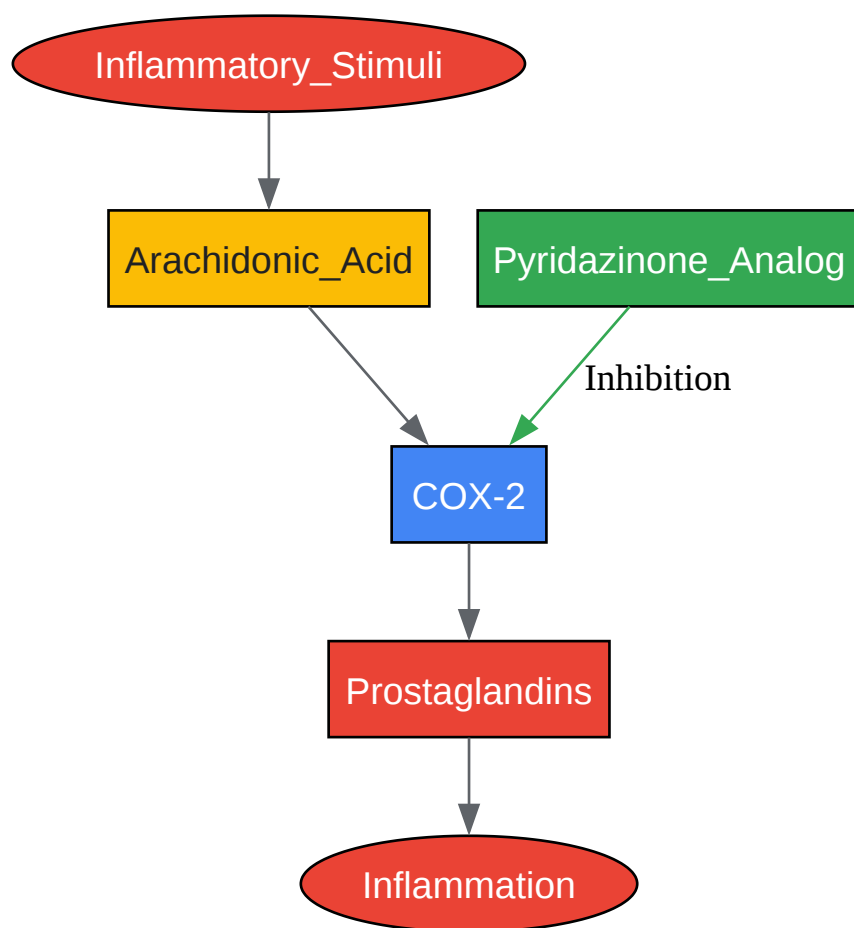 Inflammatory_Stimuli
Arachidonic_Acid
Pyridazinone_Analog
Inhibition
COX-2
Prostaglandins
Inflammation